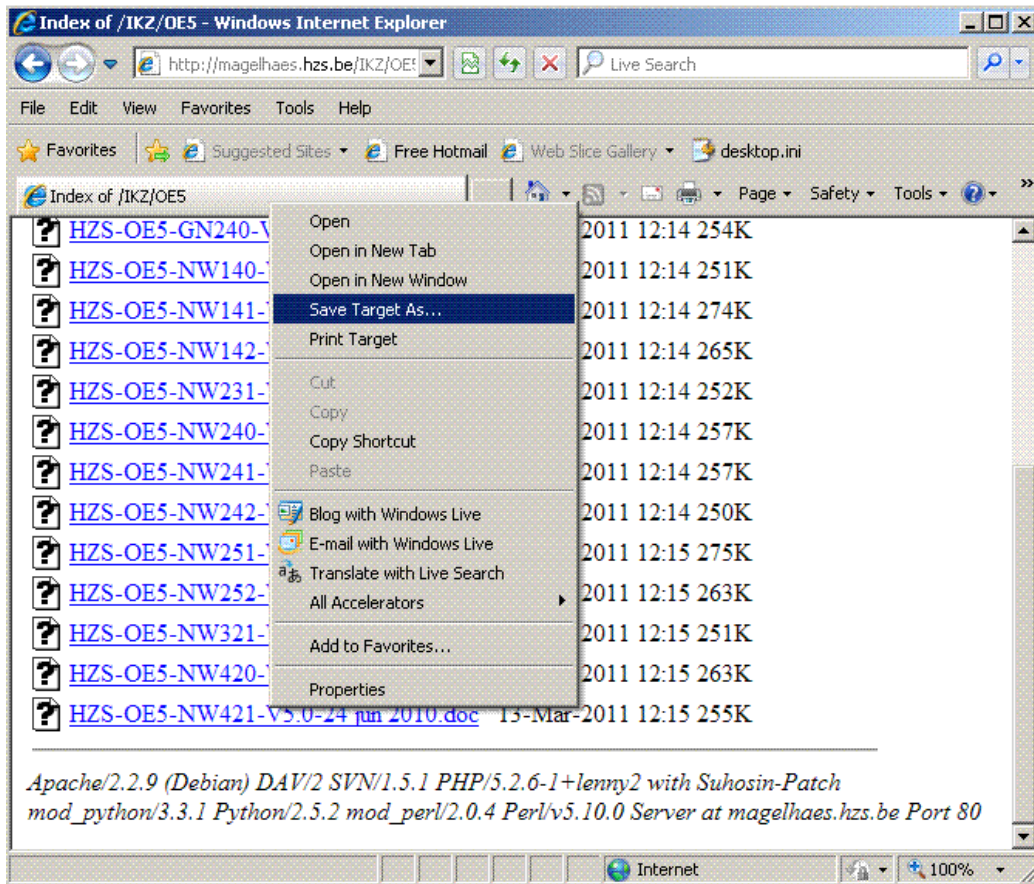 Index of /IKZ/OE5 - Windows Internet Explorer
http://magelhaes.hzs.be/IKZ/OE Live Search
File Edit View Favorites Tools Help
Favorites Suggested Sites Free Hotmail Web Slice Gallery desktop.ini
Index of /IKZ/OE5 Page Safety Tools »
HZS-OE5-GN240- 2011 12:14 254K
HZS-OE5-NW140- 2011 12:14 251K
HZS-OE5-NW141- 2011 12:14 274K
HZS-OE5-NW142- 2011 12:14 265K
HZS-OE5-NW231- 2011 12:14 252K
HZS-OE5-NW240- 2011 12:14 257K
HZS-OE5-NW241- 2011 12:14 257K
HZS-OE5-NW242- 2011 12:14 250K
HZS-OE5-NW251- 2011 12:15 275K
HZS-OE5-NW252- 2011 12:15 263K
HZS-OE5-NW321- 2011 12:15 251K
HZS-OE5-NW420- 2011 12:15 263K
HZS-OE5-NW421-V5.0-24 jun 2010.doc 13-Mar-2011 12:15 255K
Open
Open in New Tab
Open in New Window
Save Target As...
Print Target
Cut
Copy
Copy Shortcut
Paste
Blog with Windows Live
E-mail with Windows Live
Translate with Live Search
All Accelerators
Add to Favorites...
Properties
Apache/2.2.9 (Debian) DAV/2 SVN/1.5.1 PHP/5.2.6-1+lenny2 with Suhosin-Patch
mod_python/3.3.1 Python/2.5.2 mod_perl/2.0.4 Perl/v5.10.0 Server at magelhaes.hzs.be Port 80
Internet 100%